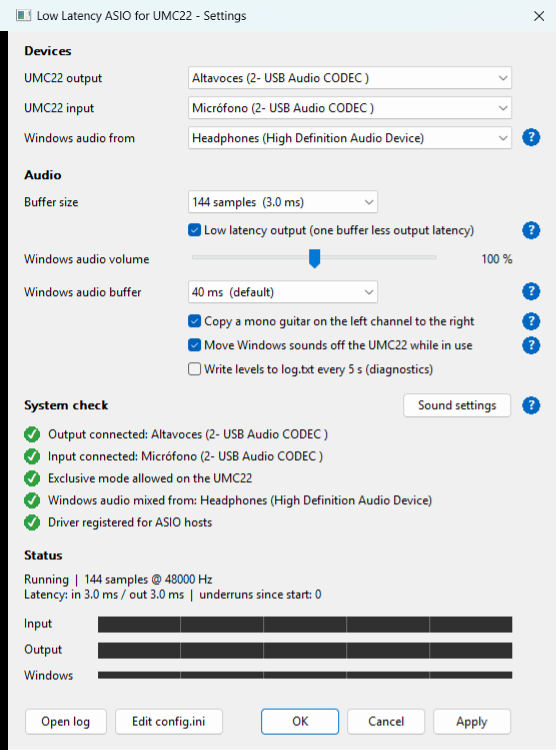 Low Latency ASIO for UMC22 - Settings
Devices
UMC22 output
Altavoces (2- USB Audio CODEC )
UMC22 input
Micrófono (2- USB Audio CODEC )
Windows audio from
Headphones (High Definition Audio Device)
?
Audio
Buffer size
144 samples  (3.0 ms)
Low latency output (one buffer less output latency)
?
Windows audio volume
100 %
Windows audio buffer
40 ms  (default)
?
Copy a mono guitar on the left channel to the right
?
Move Windows sounds off the UMC22 while in use
?
Write levels to log.txt every 5 s (diagnostics)
System check
Sound settings
?
Output connected: Altavoces (2- USB Audio CODEC )
Input connected: Micrófono (2- USB Audio CODEC )
Exclusive mode allowed on the UMC22
Windows audio mixed from: Headphones (High Definition Audio Device)
Driver registered for ASIO hosts
Status
Running  |  144 samples @ 48000 Hz
Latency: in 3.0 ms / out 3.0 ms  |  underruns since start: 0
Input
Output
Windows
Open log
Edit config.ini
OK
Cancel
Apply